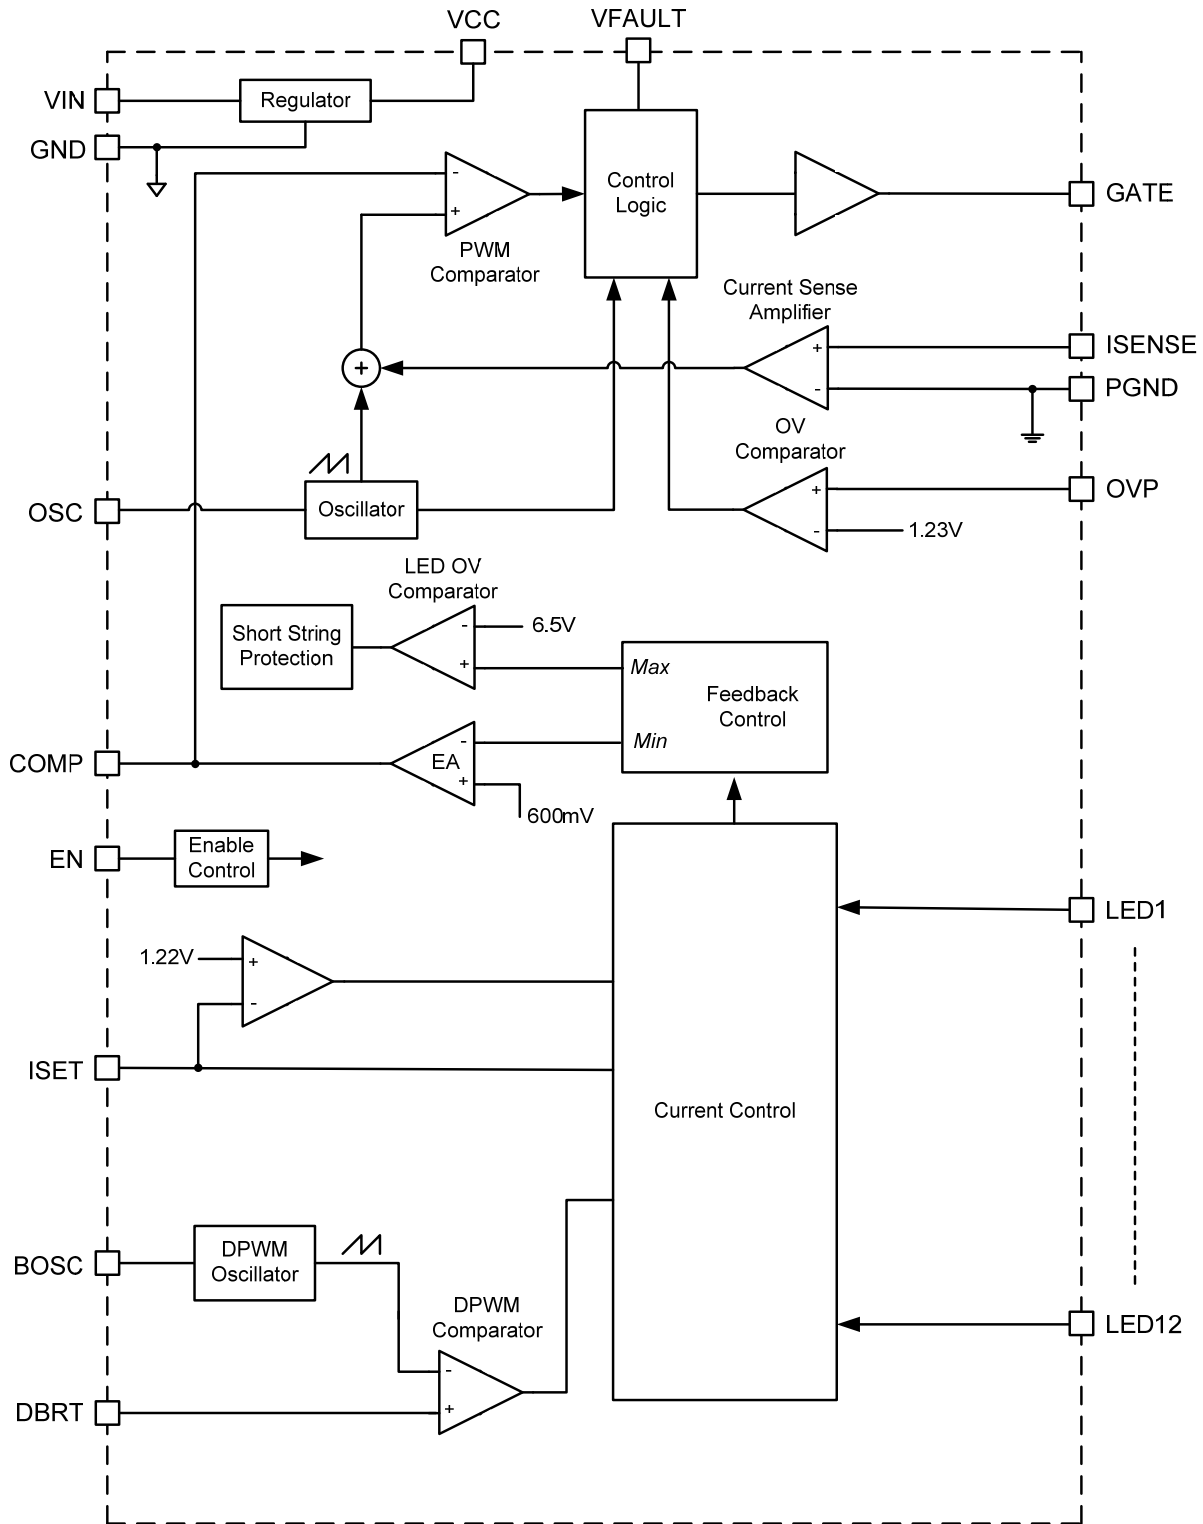 VCC
VFAULT
VIN
Regulator
GND
-
+
PWM
Comparator
Control
Logic
GATE
Current Sense
Amplifier
+
-
ISENSE
PGND
+
OV
Comparator
+
-
OVP
1.23V
OSC
Oscillator
LED OV
Comparator
-
+
6.5V
Short String
Protection
Max
Min
Feedback
Control
COMP
EA
-
+
600mV
EN
Enable
Control
LED1
1.22V
+
-
ISET
Current Control
BOSC
DPWM
Oscillator
DPWM
Comparator
-
+
LED12
DBRT